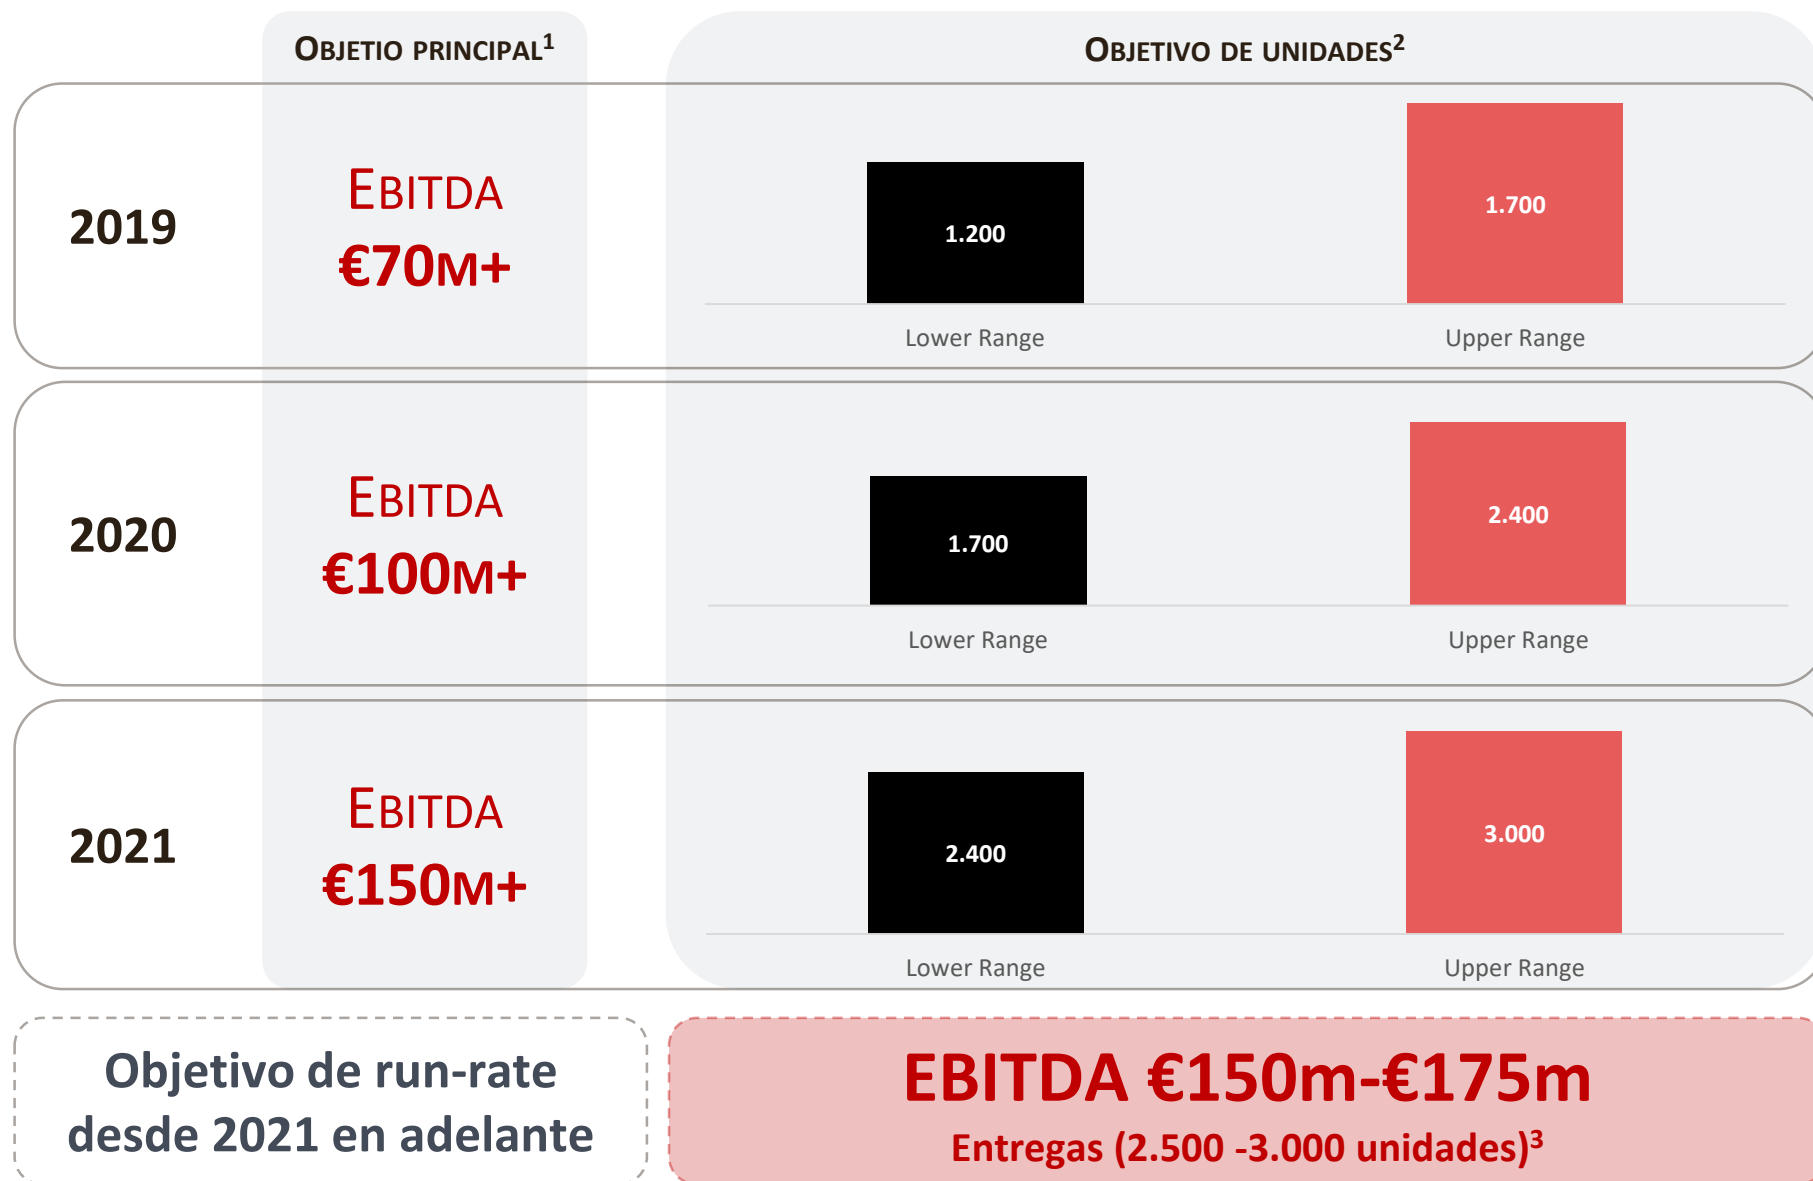 OBJETIO PRINCIPAL¹
OBJETIVO DE UNIDADES²
2019
EBITDA
€70M+
1.200
1.700
Lower Range
Upper Range
2020
EBITDA
€100M+
1.700
2.400
Lower Range
Upper Range
2021
EBITDA
€150M+
2.400
3.000
Lower Range
Upper Range
Objetivo de run-rate
desde 2021 en adelante
EBITDA €150m-€175m
Entregas (2.500 -3.000 unidades)³